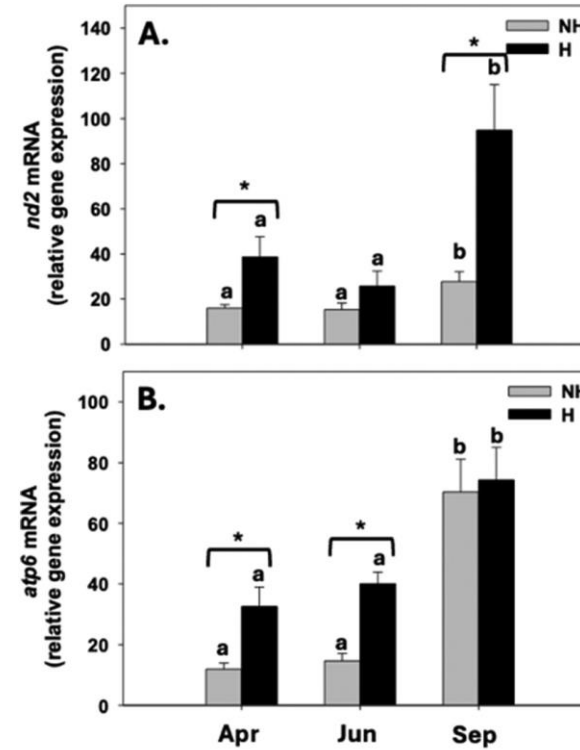 A.
NH
H
nd2 mRNA
(relative gene expression)
140
120
100
80
60
40
20
0
*
a
a
a
a
*
b
b
B.
NH
H
atp6 mRNA
(relative gene expression)
100
80
60
40
20
0
*
a
a
*
a
a
b
b
Apr
Jun
Sep